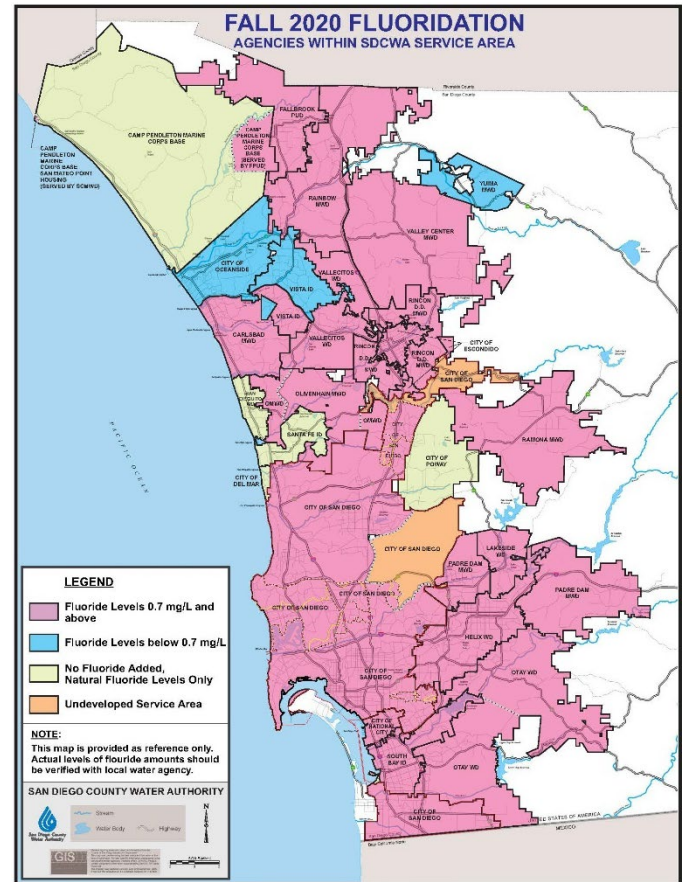 FALL 2020 FLUORIDATION
AGENCIES WITHIN SDCWA SERVICE AREA
Riverside County
San Diego County
FALLBROOK
PUD
CAMP PENDLETON MARINE
CORPS BASE
CAMP
PENDLETON
MARINE
CORPS BASE
(SERVED
BY FPUD)
CAMP
PENDLETON
MARINE
CORPS BASE
SAN MATEO POINT
HOUSING
(SERVED BY SCMWD)
YUIMA
MWD
RAINBOW
MWD
VALLEY CENTER
MWD
CITY OF
OCEANSIDE
VISTA ID
VALLECITOS
WD
VISTA ID
CARLSBAD
MWD
VALLECITOS
WD
RINCON
D.D.
MWD
RINCON
D.D.
MWD
RINCON
D.D.
MWD
CITY OF
ESCONDIDO
CITY OF
SAN DIEGO
OLIVENHAIN MWD
OMWD
OMWD
SANTA FE ID
CITY OF
DEL MAR
CITY OF
POWAY
RAMONA MWD
PACIFIC OCEAN
CITY OF SAN DIEGO
CITY OF SAN DIEGO
LAKESIDE
WD
PADRE DAM
MWD
PADRE DAM
MWD
CITY OF SAN DIEGO
CITY OF SAN DIEGO
HELIX WD
OTAY WD
CITY OF
SAN DIEGO
CITY OF
NATIONAL
CITY
SOUTH
BAY ID
OTAY WD
CITY OF
SAN DIEGO
UNITED STATES OF AMERICA
MEXICO
LEGEND
Fluoride Levels 0.7 mg/L and
above
Fluoride Levels below 0.7 mg/L
No Fluoride Added,
Natural Fluoride Levels Only
Undeveloped Service Area
NOTE:
This map is provided as reference only.
Actual levels of flouride amounts should
be verified with local water agency.
SAN DIEGO COUNTY WATER AUTHORITY
San Diego County
Water Authority
Stream
Water Body
Highway
N
GIS